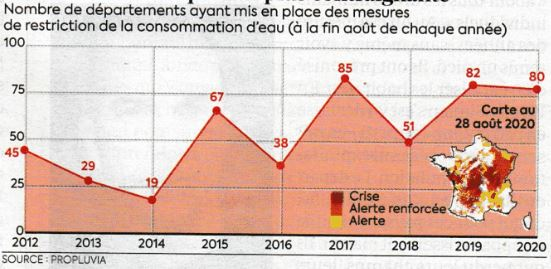 Nombre de départements ayant mis en place des mesures
de restriction de la consommation d'eau (à la fin août de chaque année)
100
75
50
25
0
45
29
19
67
38
85
51
82
80
Carte au
28 août 2020
Crise
Alerte renforcée
Alerte
2012 2013 2014 2015 2016 2017 2018 2019 2020
SOURCE : PROPLUVIA